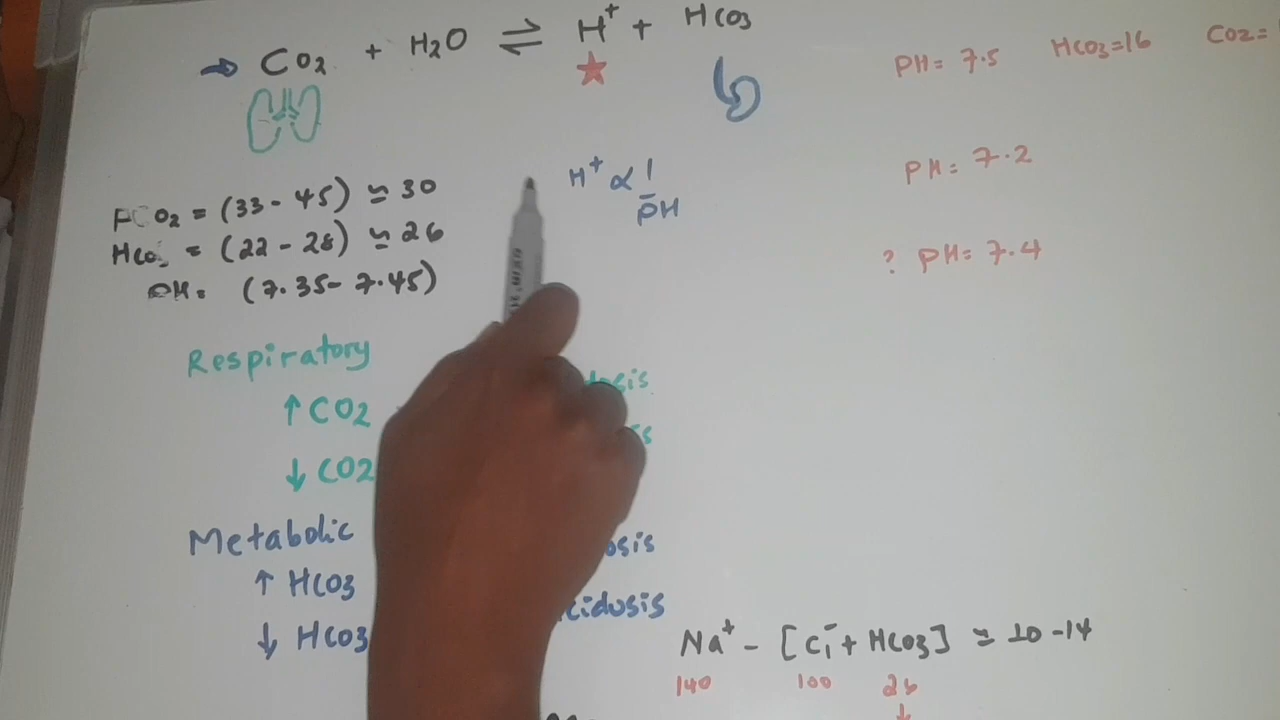 CO2 + H2O ⇌ H+ + HCO3
PH= 7.5 HCO3=16 CO2=
H+ ∝ 1/PH
PH= 7.2
PCO2 = (33-45) ≃ 30
HCO3 = (22-28) ≃ 26
PH= (7.35-7.45)
? PH= 7.4
Respiratory
↑ CO2
↓ CO2
Metabolic
↑ HCO3
↓ HCO3
Na+ - [Cl- + HCO3] ≃ 10-14
140 100 26
↓